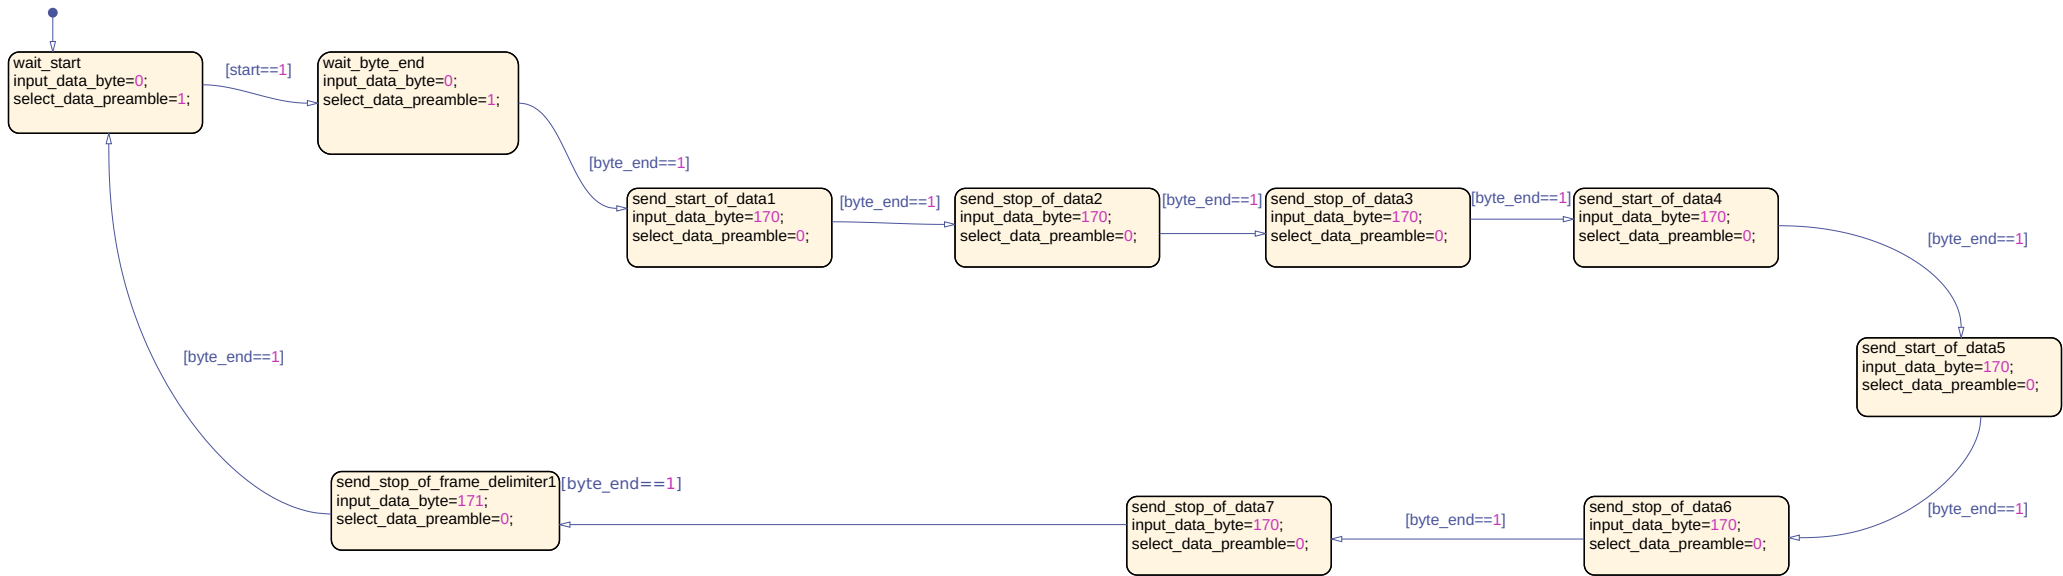 wait_start
input_data_byte=0;
select_data_preamble=1;
[start==1]
wait_byte_end
input_data_byte=0;
select_data_preamble=1;
[byte_end==1]
send_start_of_data1
input_data_byte=170;
select_data_preamble=0;
[byte_end==1]
send_stop_of_data2
input_data_byte=170;
select_data_preamble=0;
[byte_end==1]
send_stop_of_data3
input_data_byte=170;
select_data_preamble=0;
[byte_end==1]
send_start_of_data4
input_data_byte=170;
select_data_preamble=0;
[byte_end==1]
send_start_of_data5
input_data_byte=170;
select_data_preamble=0;
[byte_end==1]
send_stop_of_data6
input_data_byte=170;
select_data_preamble=0;
[byte_end==1]
send_stop_of_data7
input_data_byte=170;
select_data_preamble=0;
[byte_end==1]
send_stop_of_frame_delimiter1
input_data_byte=171;
select_data_preamble=0;
[byte_end==1]